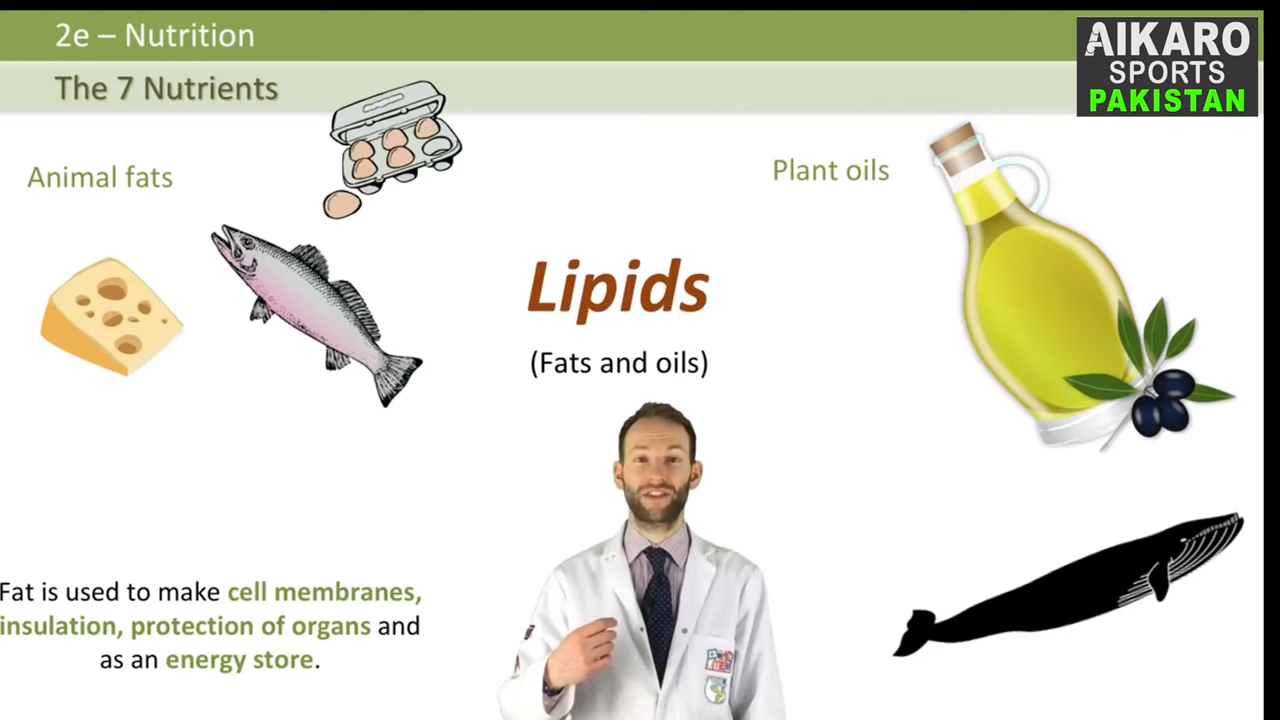 2e – Nutrition
The 7 Nutrients
AIKARO
SPORTS
PAKISTAN
Animal fats
Plant oils
Lipids
(Fats and oils)
Fat is used to make cell membranes,
insulation, protection of organs and
as an energy store.